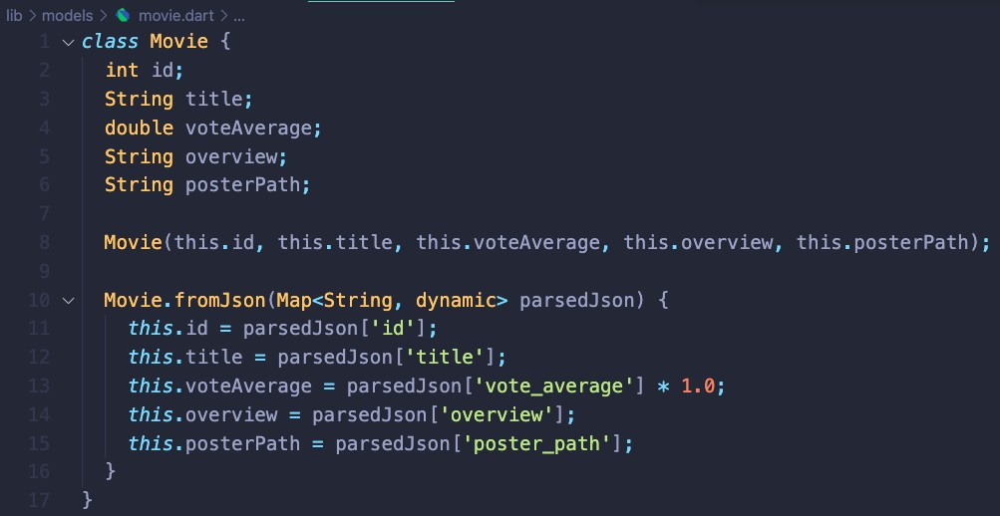 lib > models > movie.dart > ...
1 class Movie {
2 int id;
3 String title;
4 double voteAverage;
5 String overview;
6 String posterPath;
7
8 Movie(this.id, this.title, this.voteAverage, this.overview, this.posterPath);
9
10 Movie.fromJson(Map<String, dynamic> parsedJson) {
11 this.id = parsedJson['id'];
12 this.title = parsedJson['title'];
13 this.voteAverage = parsedJson['vote_average'] * 1.0;
14 this.overview = parsedJson['overview'];
15 this.posterPath = parsedJson['poster_path'];
16 }
17 }